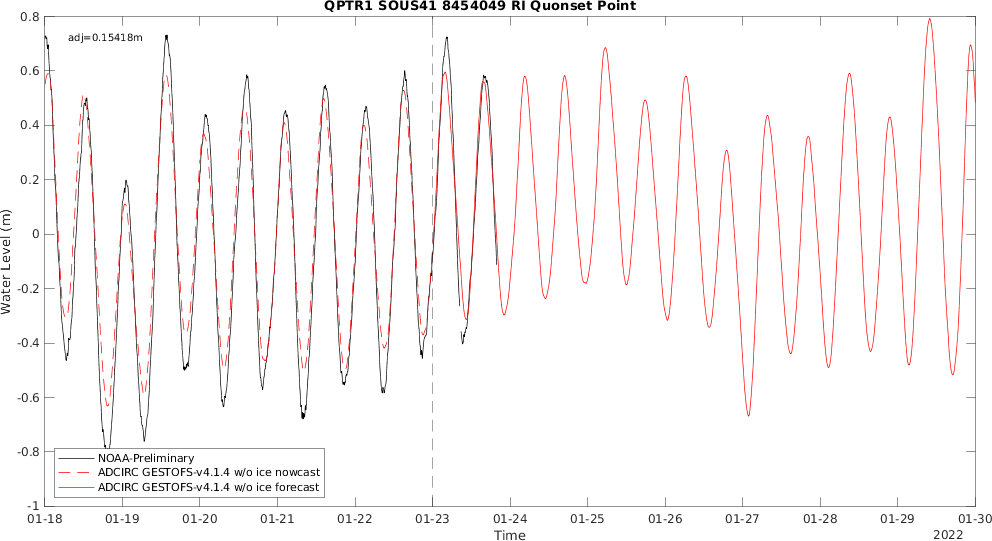 QPTR1 SOUS41 8454049 RI Quonset Point
adj=0.15418m
Water Level (m)
0.8
0.6
0.4
0.2
0
-0.2
-0.4
-0.6
-0.8
-1
NOAA-Preliminary
ADCIRC GESTOFS-v4.1.4 w/o ice nowcast
ADCIRC GESTOFS-v4.1.4 w/o ice forecast
01-18 01-19 01-20 01-21 01-22 01-23 01-24 01-25 01-26 01-27 01-28 01-29 01-30
Time
2022